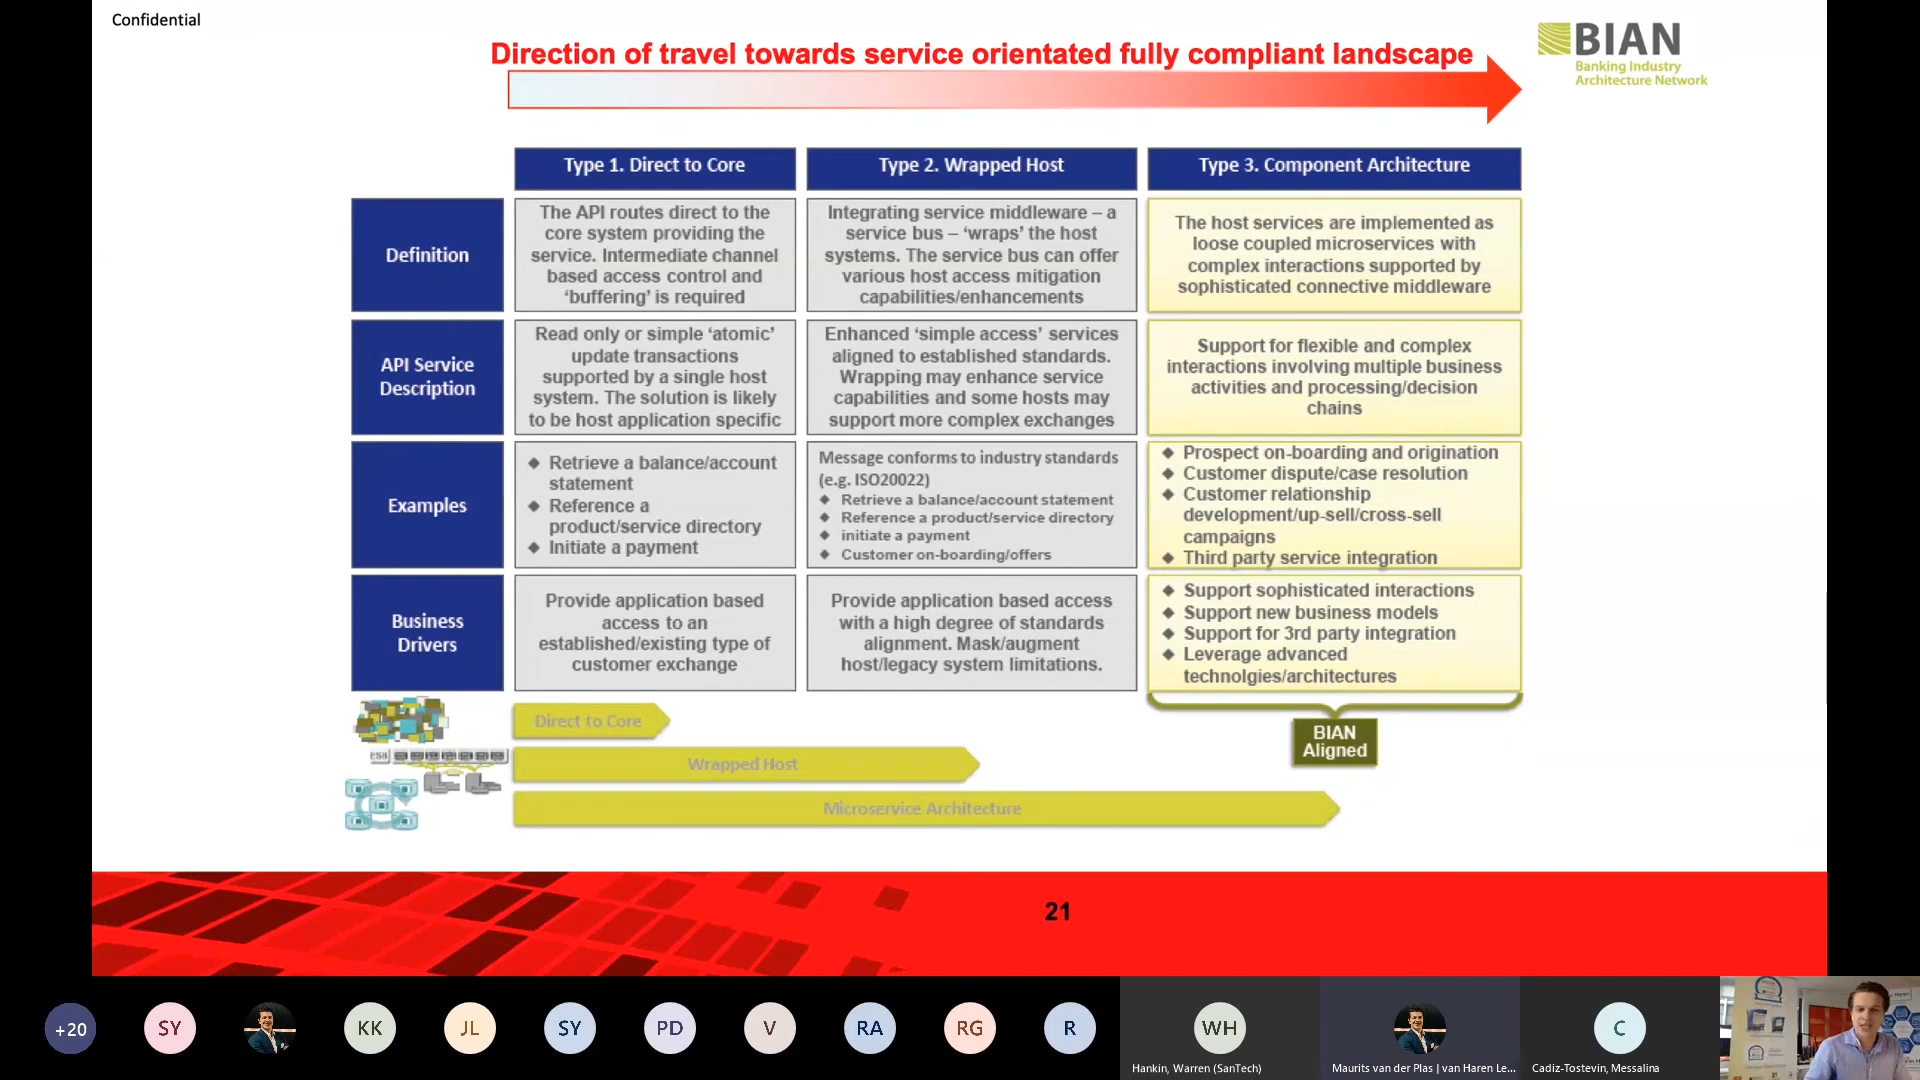 Confidential
Direction of travel towards service orientated fully compliant landscape
BIAN
Banking Industry
Architecture Network
Type 1. Direct to Core
Type 2. Wrapped Host
Type 3. Component Architecture
Definition
The API routes direct to the
core system providing the
service. Intermediate channel
based access control and
‘buffering’ is required
Integrating service middleware – a
service bus – ‘wraps’ the host
systems. The service bus can offer
various host access mitigation
capabilities/enhancements
The host services are implemented as
loose coupled microservices with
complex interactions supported by
sophisticated connective middleware
API Service
Description
Read only or simple ‘atomic’
update transactions
supported by a single host
system. The solution is likely
to be host application specific
Enhanced ‘simple access’ services
aligned to established standards.
Wrapping may enhance service
capabilities and some hosts may
support more complex exchanges
Support for flexible and complex
interactions involving multiple business
activities and processing/decision
chains
Examples
◆ Retrieve a balance/account
statement
◆ Reference a
product/service directory
◆ Initiate a payment
Message conforms to industry standards
(e.g. ISO20022)
◆ Retrieve a balance/account statement
◆ Reference a product/service directory
◆ initiate a payment
◆ Customer on-boarding/offers
◆ Prospect on-boarding and origination
◆ Customer dispute/case resolution
◆ Customer relationship
development/up-sell/cross-sell
campaigns
◆ Third party service integration
Business
Drivers
Provide application based
access to an
established/existing type of
customer exchange
Provide application based access
with a high degree of standards
alignment. Mask/augment
host/legacy system limitations.
◆ Support sophisticated interactions
◆ Support new business models
◆ Support for 3rd party integration
◆ Leverage advanced
technolgies/architectures
Direct to Core
ESB
Wrapped Host
Microservice Architecture
BIAN
Aligned
21
+20
SY
KK
JL
SY
PD
V
RA
RG
R
WH
Hankin, Warren (SanTech)
Maurits van der Plas | van Haren Le...
C
Cadiz-Tostevin, Messalina